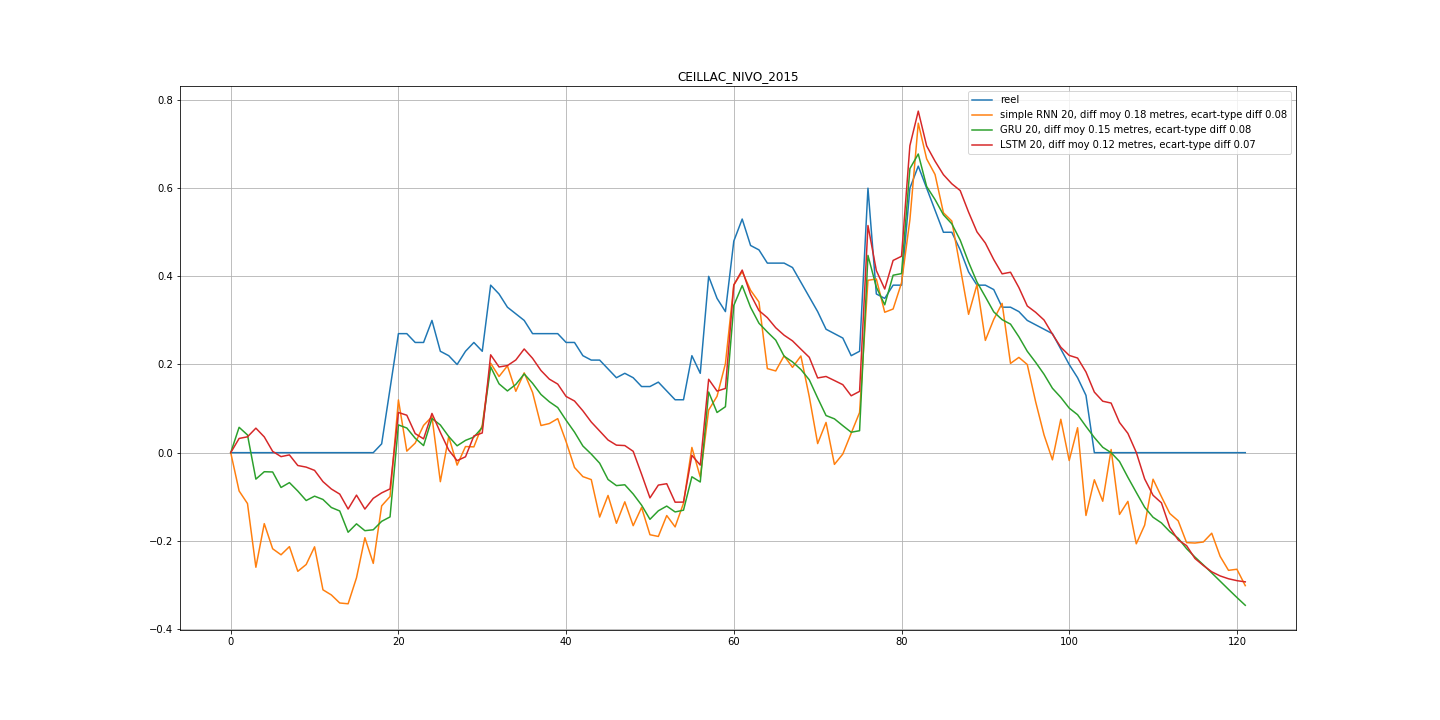 CEILLAC_NIVO_2015
reel
simple RNN 20, diff moy 0.18 metres, ecart-type diff 0.08
GRU 20, diff moy 0.15 metres, ecart-type diff 0.08
LSTM 20, diff moy 0.12 metres, ecart-type diff 0.07
0.8
0.6
0.4
0.2
0.0
−0.2
−0.4
0 20 40 60 80 100 120